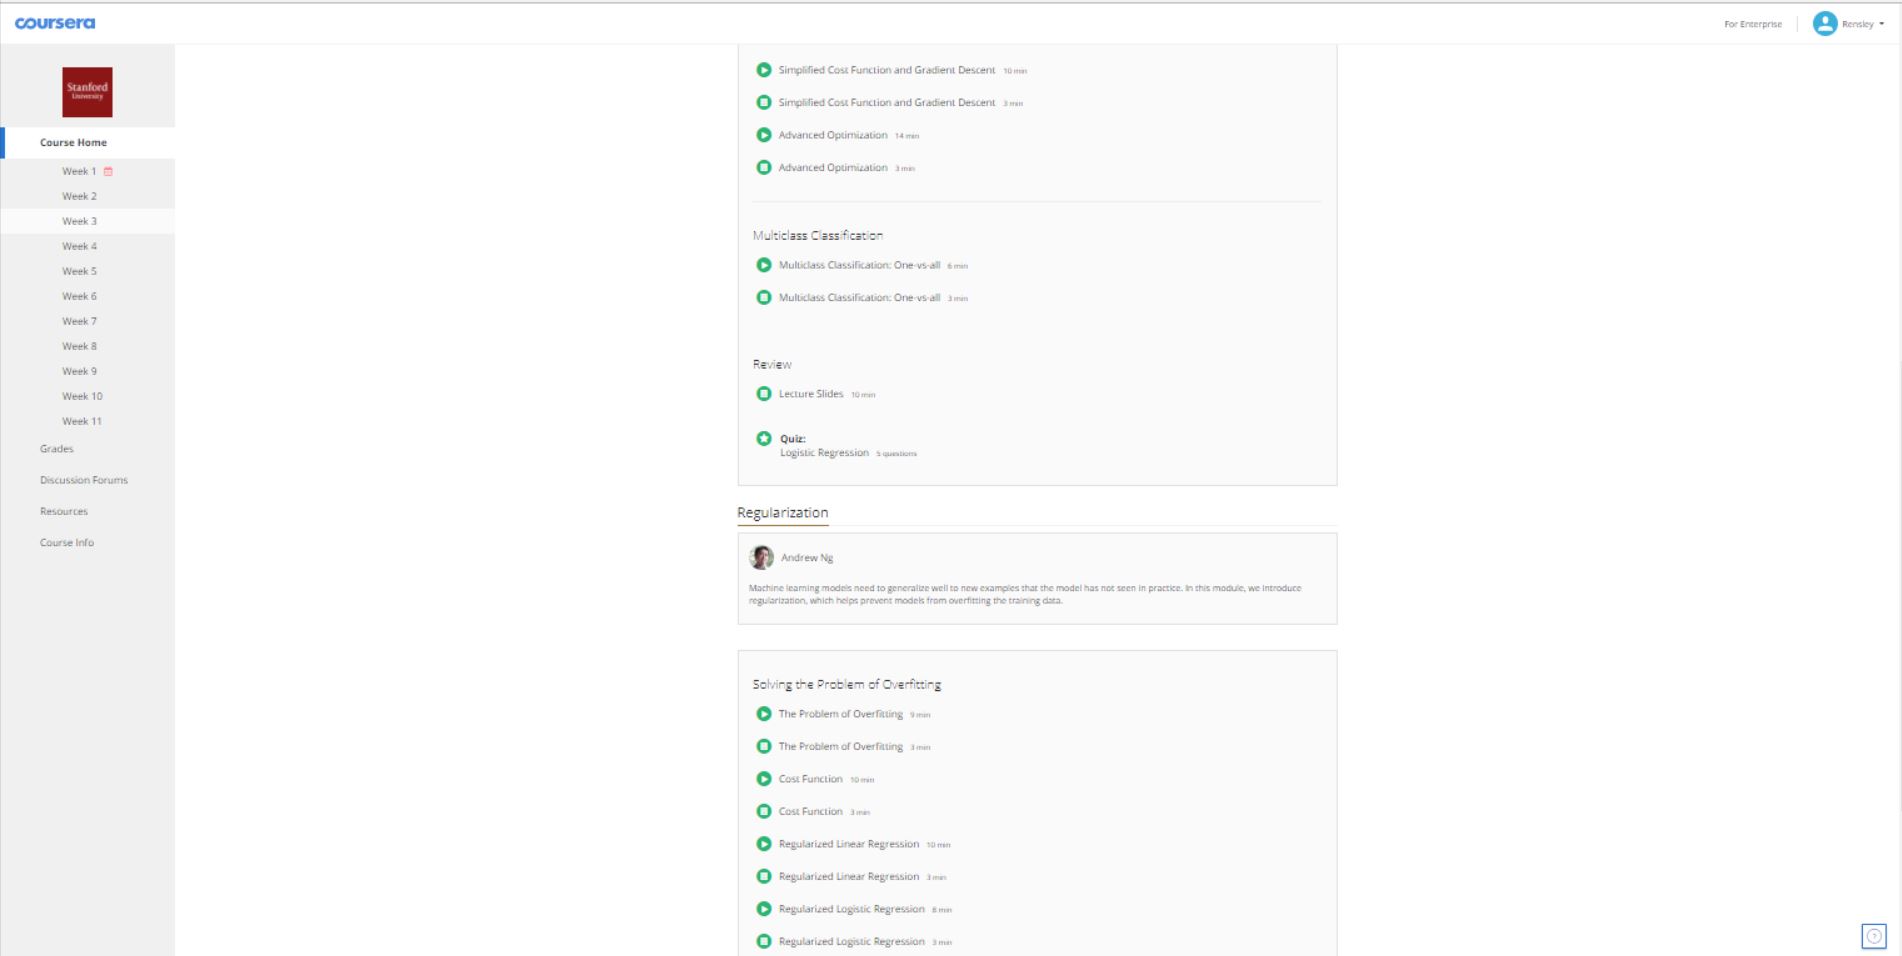 coursera
For Enterprise
Rensley
Stanford
University
Course Home
Week 1
Week 2
Week 3
Week 4
Week 5
Week 6
Week 7
Week 8
Week 9
Week 10
Week 11
Grades
Discussion Forums
Resources
Course Info
Simplified Cost Function and Gradient Descent 10 min
Simplified Cost Function and Gradient Descent 3 min
Advanced Optimization 14 min
Advanced Optimization 3 min
Multiclass Classification
Multiclass Classification: One-vs-all 6 min
Multiclass Classification: One-vs-all 3 min
Review
Lecture Slides 10 min
Quiz:
Logistic Regression 5 questions
Regularization
Andrew Ng
Machine learning models need to generalize well to new examples that the model has not seen in practice. In this module, we introduce
regularization, which helps prevent models from overfitting the training data.
Solving the Problem of Overfitting
The Problem of Overfitting 9 min
The Problem of Overfitting 3 min
Cost Function 10 min
Cost Function 3 min
Regularized Linear Regression 10 min
Regularized Linear Regression 3 min
Regularized Logistic Regression 8 min
Regularized Logistic Regression 3 min
?